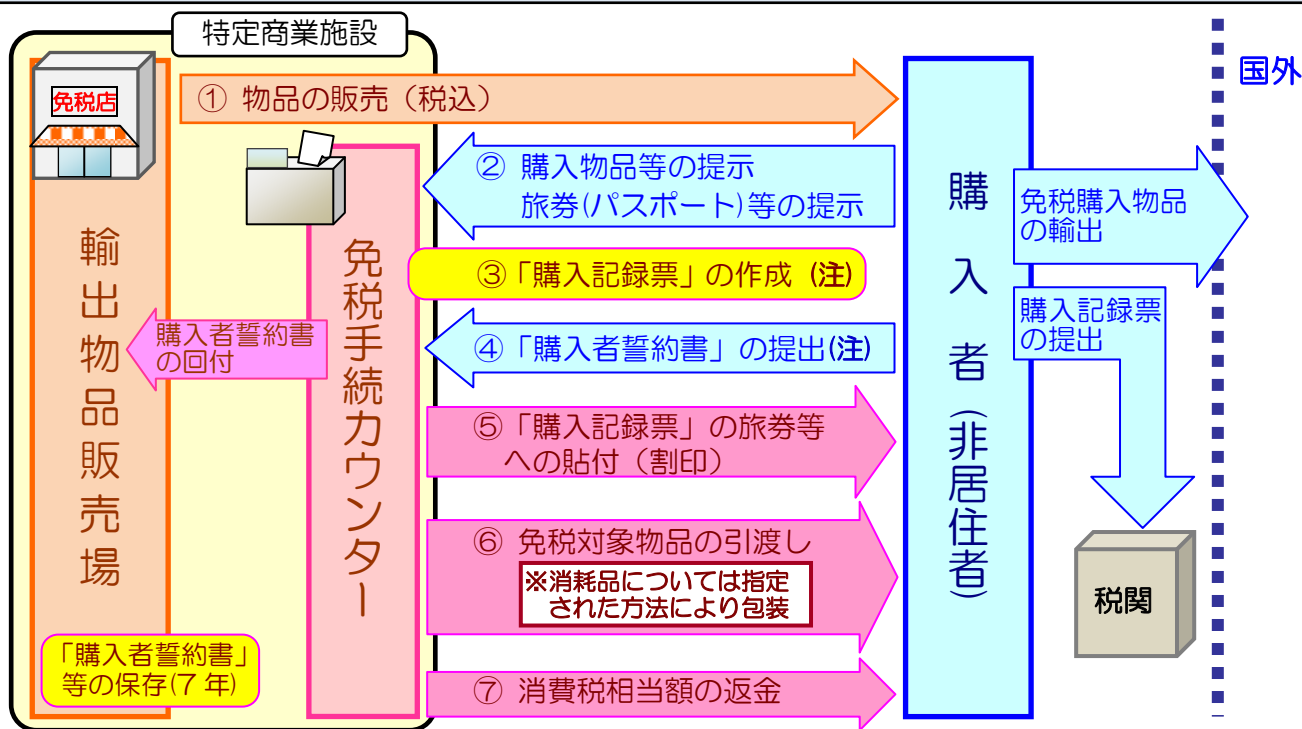 特定商業施設
国外
免税店
① 物品の販売（税込）
② 購入物品等の提示
旅券(パスポート)等の提示
③「購入記録票」の作成 (注)
④「購入者誓約書」の提出(注)
購入者誓約書
の回付
⑤「購入記録票」の旅券等
への貼付（割印）
⑥ 免税対象物品の引渡し
※消耗品については指定
された方法により包装
⑦ 消費税相当額の返金
輸出物品販売場
免税手続カウンター
「購入者誓約書」
等の保存(7 年)
購入者（非居住者）
免税購入物品
の輸出
購入記録票
の提出
税関